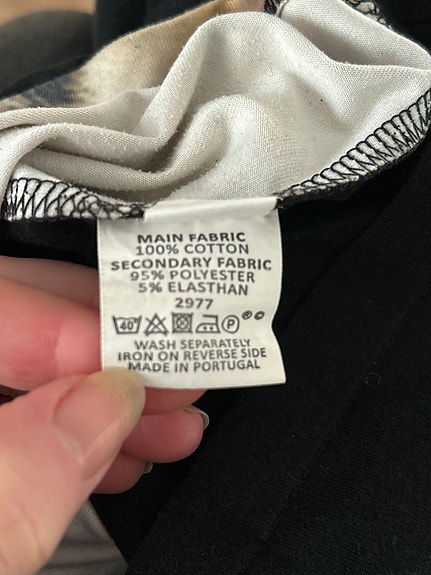 MAIN FABRIC
100% COTTON
SECONDARY FABRIC
95% POLYESTER
5% ELASTHAN
2977
40° P
WASH SEPARATELY
IRON ON REVERSE SIDE
MADE IN PORTUGAL